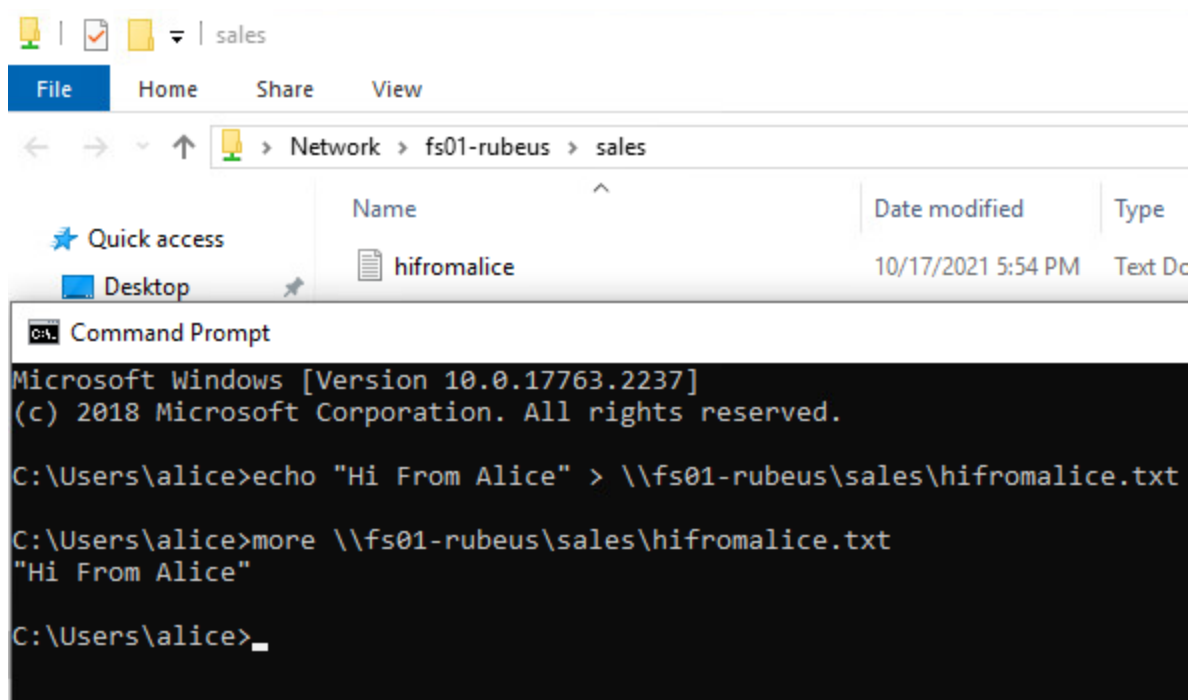 sales
File Home Share View
Network > fs01-rubeus > sales
Name Date modified Type
Quick access
hifromalice 10/17/2021 5:54 PM Text Do
Desktop
C:\. Command Prompt
Microsoft Windows [Version 10.0.17763.2237]
(c) 2018 Microsoft Corporation. All rights reserved.
C:\Users\alice>echo "Hi From Alice" > \\fs01-rubeus\sales\hifromalice.txt
C:\Users\alice>more \\fs01-rubeus\sales\hifromalice.txt
"Hi From Alice"
C:\Users\alice>